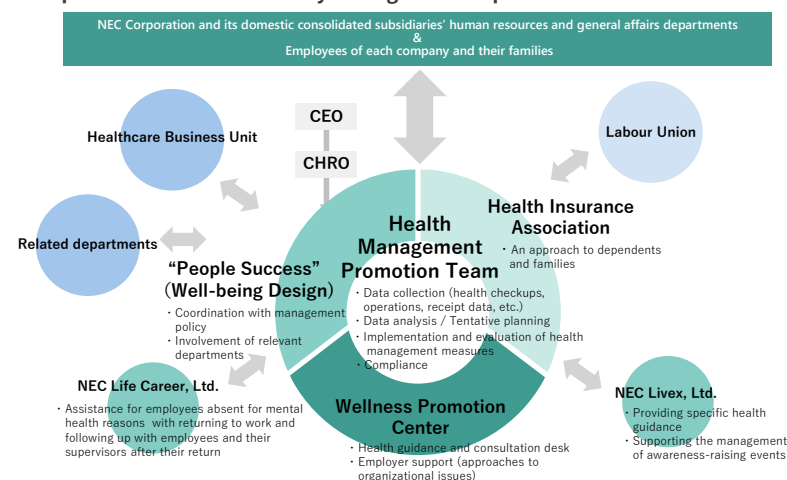 NEC Corporation and its domestic consolidated subsidiaries’ human resources and general affairs departments
&
Employees of each company and their families
CEO
CHRO
Healthcare Business Unit
Labour Union
Related departments
Health
Management
Promotion Team
・Data collection (health checkups,
operations, receipt data, etc.)
・Data analysis / Tentative planning
・Implementation and evaluation of health
management measures
・Compliance
Health Insurance
Association
・An approach to dependents
and families
“People Success”
(Well-being Design)
・Coordination with management
policy
・Involvement of relevant
departments
NEC Life Career, Ltd.
・Assistance for employees absent for mental
health reasons with returning to work and
following up with employees and their
supervisors after their return
Wellness Promotion
Center
・Health guidance and consultation desk
・Employer support (approaches to
organizational issues)
NEC Livex, Ltd.
・Providing specific health
guidance
・Supporting the management
of awareness-raising events